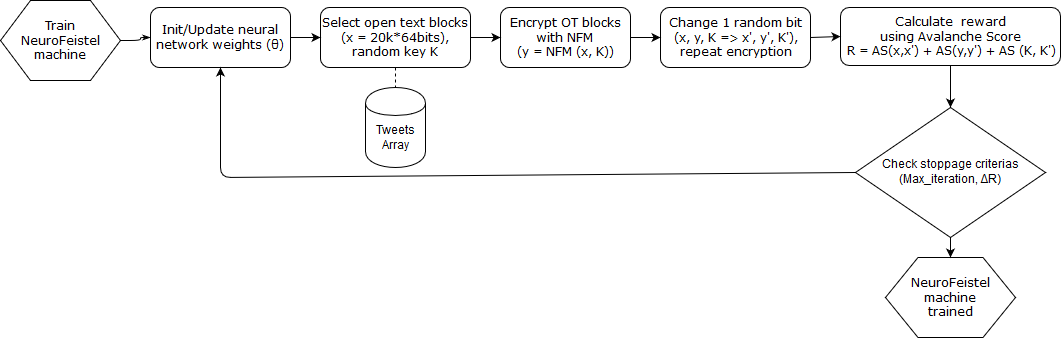 Train
NeuroFeistel
machine
Init/Update neural
network weights (θ)
Select open text blocks
(x = 20k*64bits),
random key K
Encrypt OT blocks
with NFM
(y = NFM (x, K))
Change 1 random bit
(x, y, K => x', y', K'),
repeat encryption
Calculate reward
using Avalanche Score
R = AS(x,x') + AS(y,y') + AS (K, K')
Tweets
Array
Check stoppage criterias
(Max_iteration, ΔR)
NeuroFeistel
machine
trained